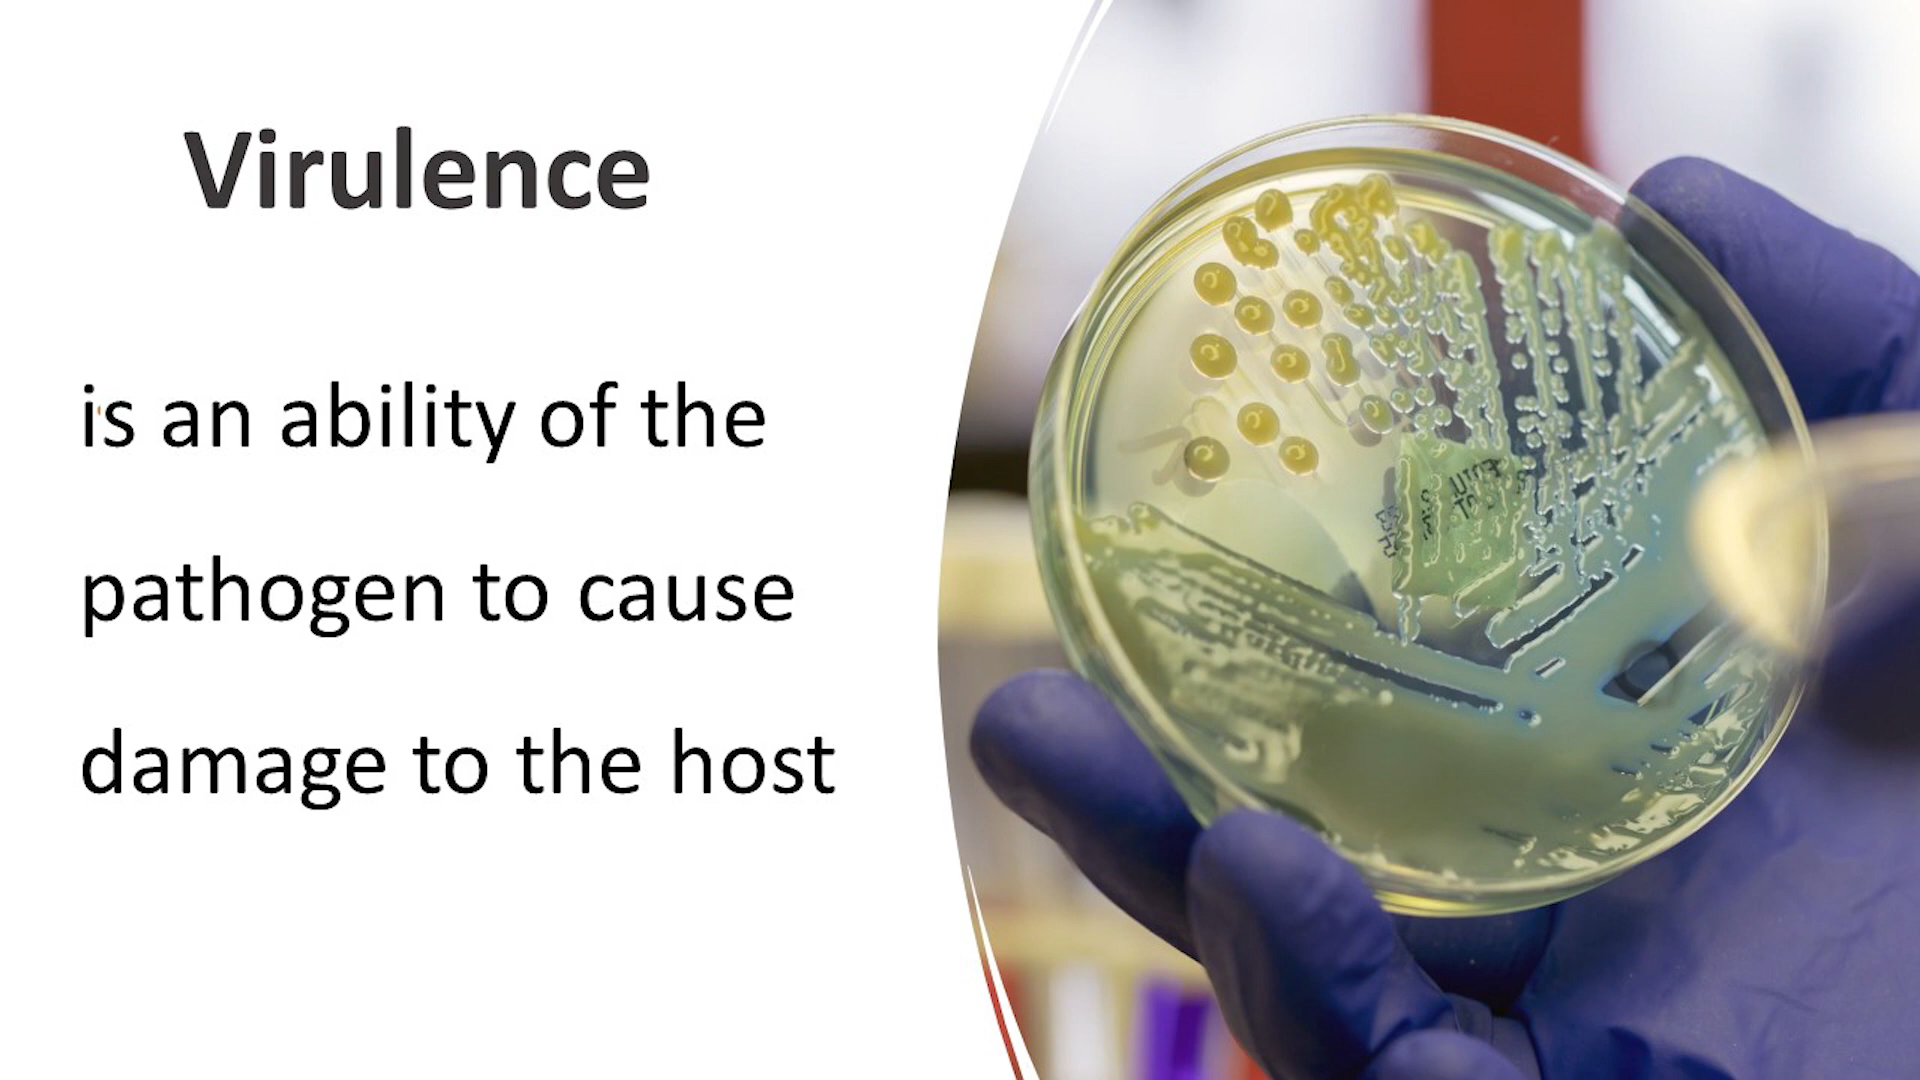 Virulence
is an ability of the
pathogen to cause
damage to the host